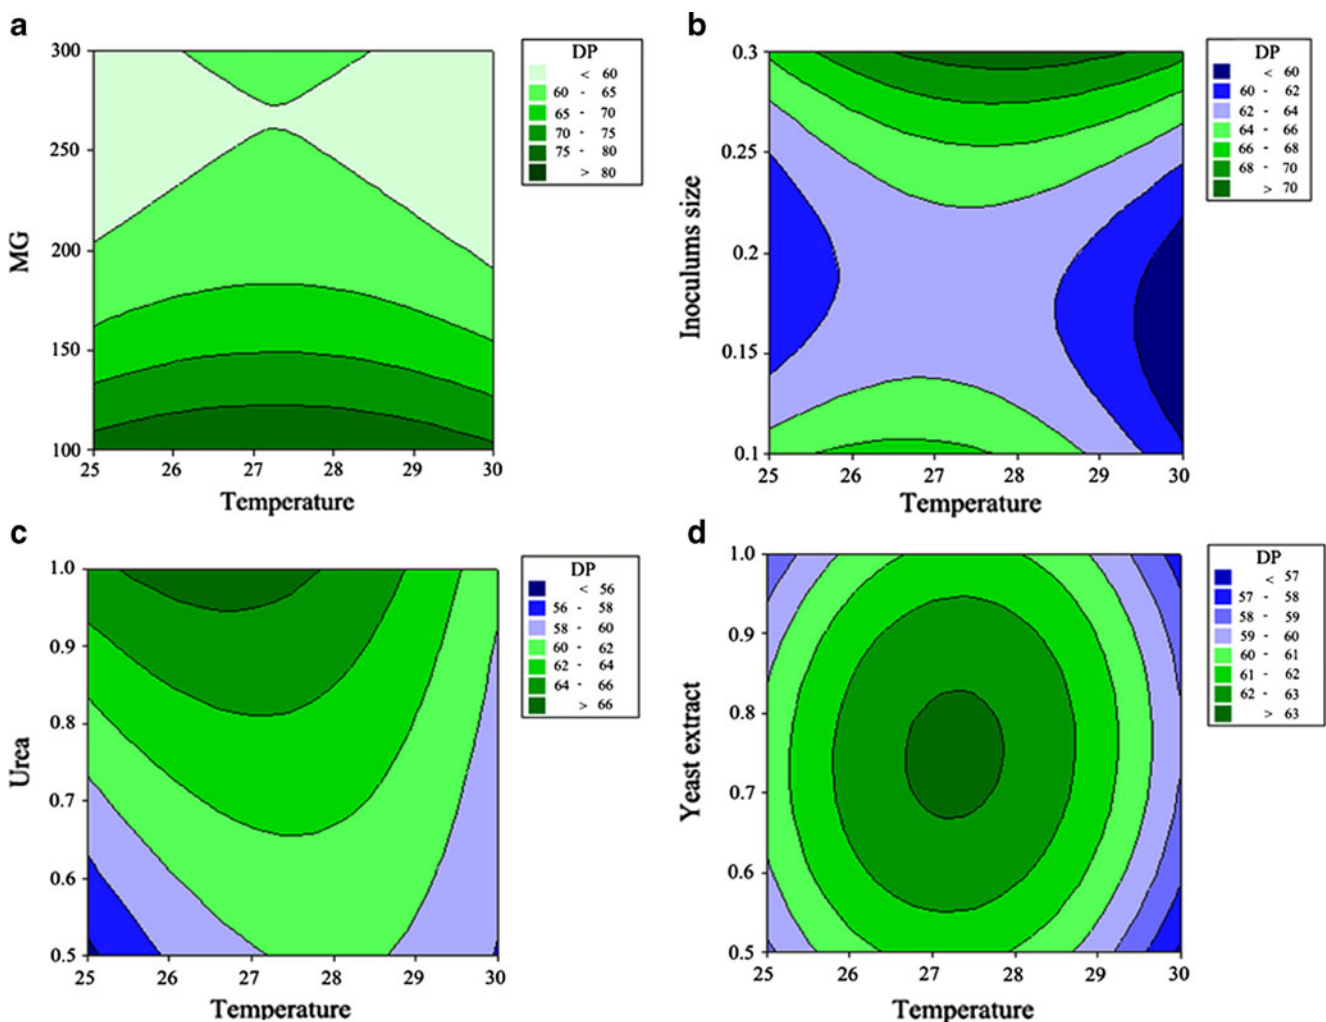 a
300
250
200
150
100
MG
25 26 27 28 29 30
Temperature
DP
< 60
60 - 65
65 - 70
70 - 75
75 - 80
> 80
b
0.3
0.25
0.2
0.15
0.1
Inoculums size
25 26 27 28 29 30
Temperature
DP
< 60
60 - 62
62 - 64
64 - 66
66 - 68
68 - 70
> 70
c
1.0
0.9
0.8
0.7
0.6
0.5
Urea
25 26 27 28 29 30
Temperature
DP
< 56
56 - 58
58 - 60
60 - 62
62 - 64
64 - 66
> 66
d
1.0
0.9
0.8
0.7
0.6
0.5
Yeast extract
25 26 27 28 29 30
Temperature
DP
< 57
57 - 58
58 - 59
59 - 60
60 - 61
61 - 62
62 - 63
> 63